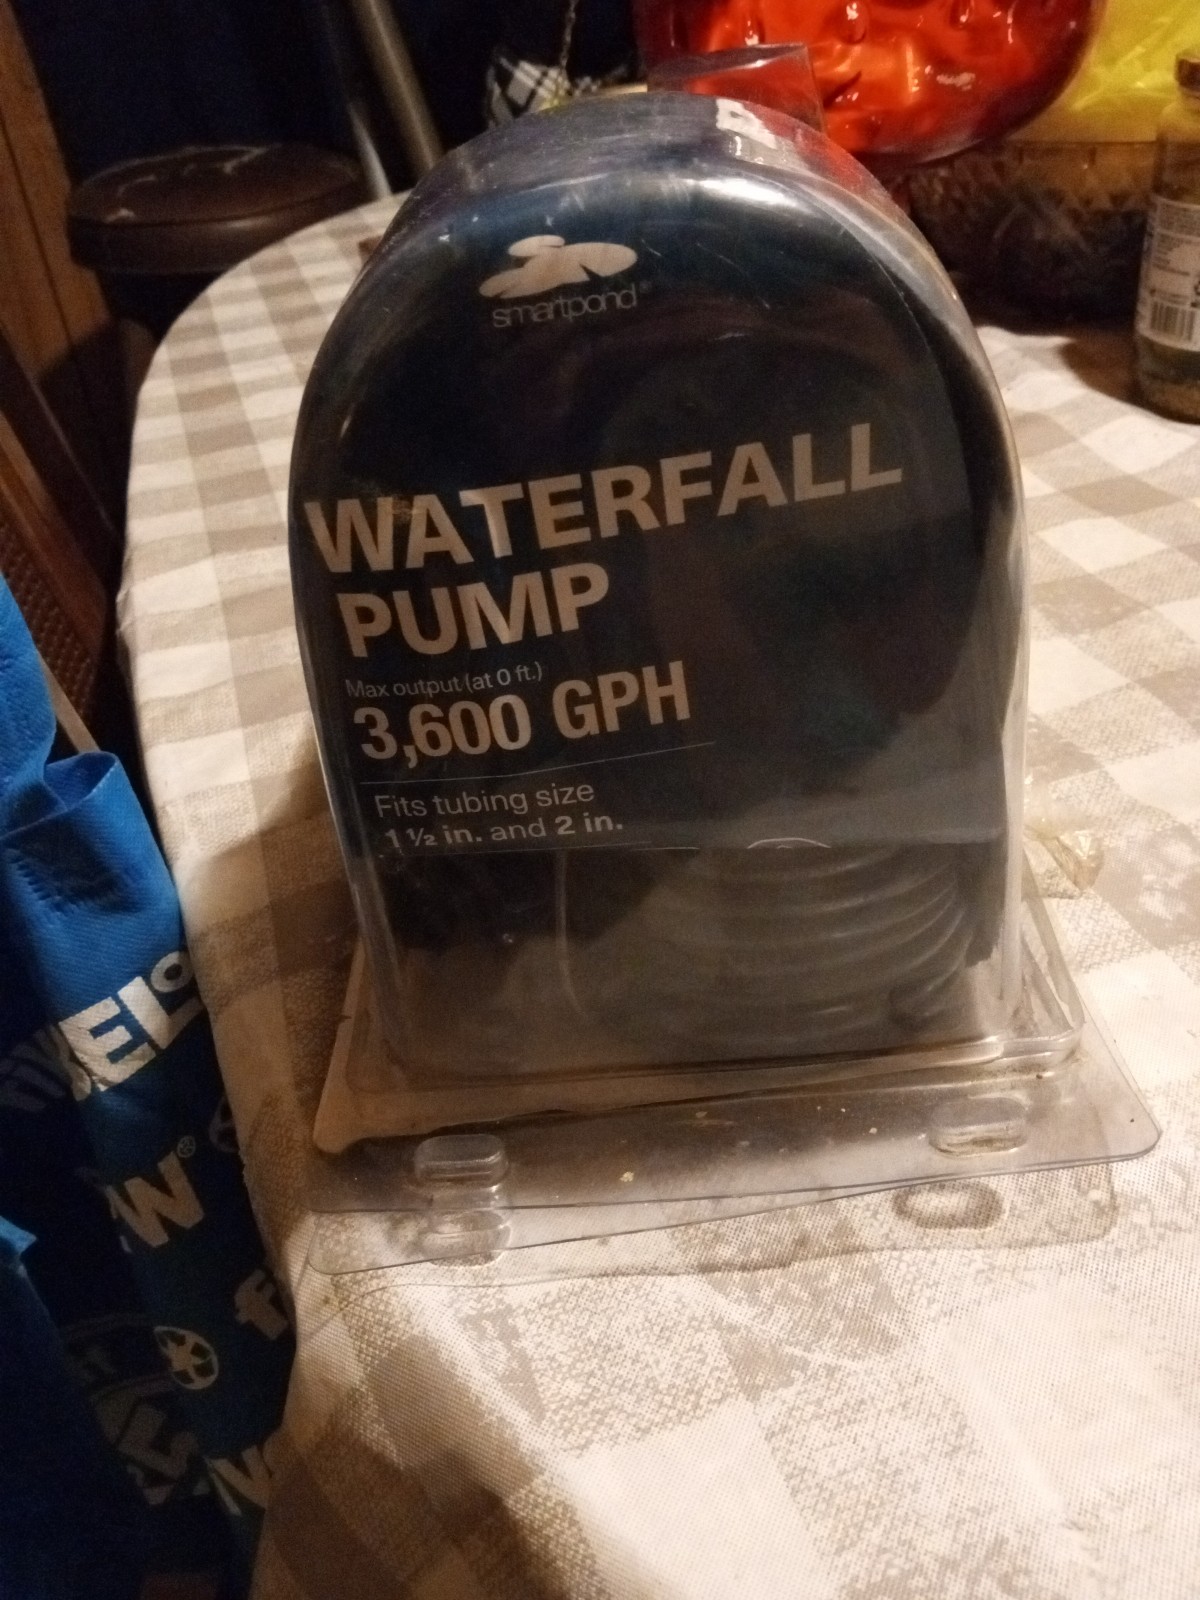 smartpond®
WATERFALL
PUMP
Max output (at 0 ft.)
3,600 GPH
Fits tubing size
1 ½ in. and 2 in.
EL
W®